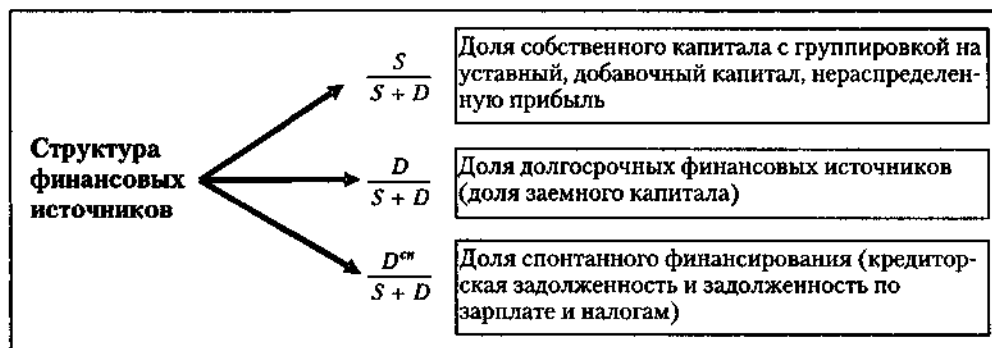 Структура
финансовых
источников
S
S + D
Доля собственного капитала с группировкой на
уставный, добавочный капитал, нераспределен-
ную прибыль
D
S + D
Доля долгосрочных финансовых источников
(доля заемного капитала)
D^сп
S + D
Доля спонтанного финансирования (кредитор-
ская задолженность и задолженность по
зарплате и налогам)